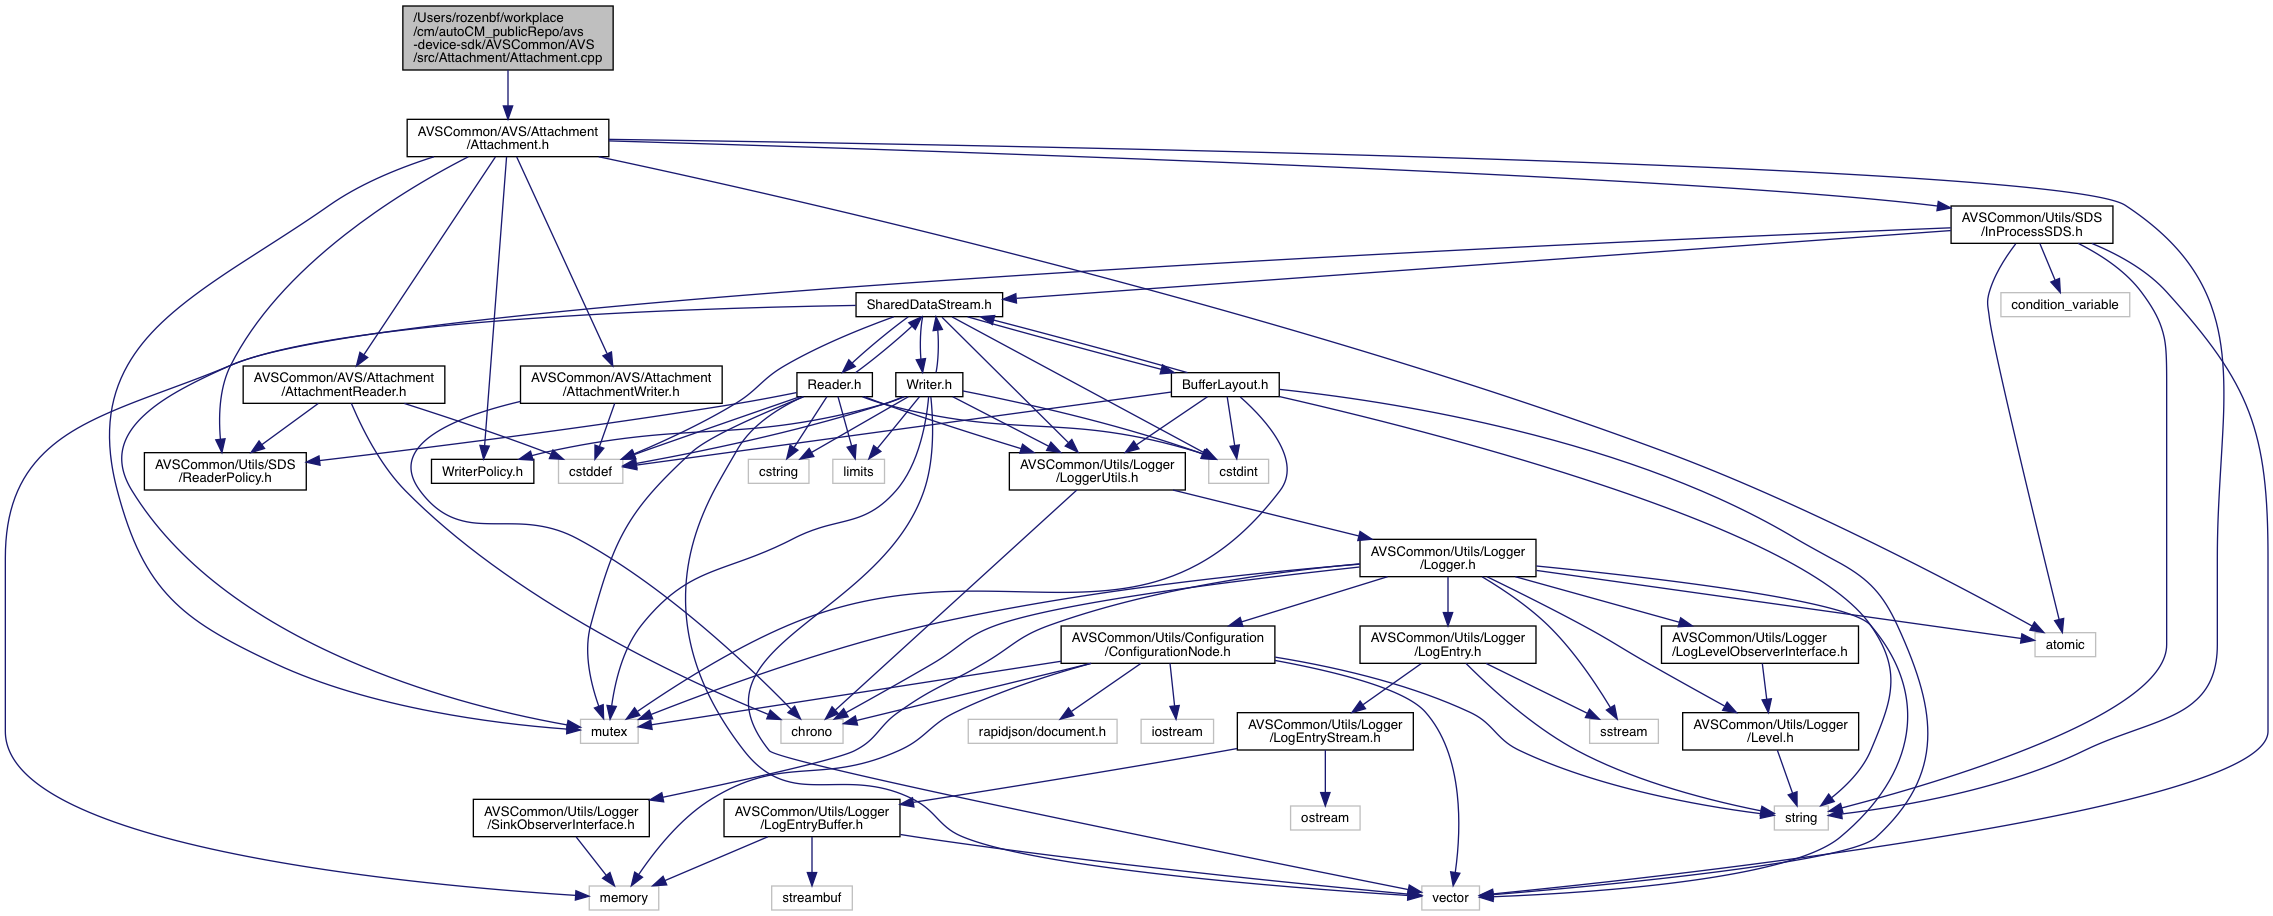 /Users/rozenbf/workplace
/cm/autoCM_publicRepo/avs
-device-sdk/AVSCommon/AVS
/src/Attachment/Attachment.cpp
AVSCommon/AVS/Attachment
/Attachment.h
AVSCommon/Utils/SDS
/InProcessSDS.h
SharedDataStream.h
condition_variable
AVSCommon/AVS/Attachment
/AttachmentReader.h
AVSCommon/AVS/Attachment
/AttachmentWriter.h
Reader.h
Writer.h
BufferLayout.h
AVSCommon/Utils/SDS
/ReaderPolicy.h
WriterPolicy.h
cstddef
cstring
limits
AVSCommon/Utils/Logger
/LoggerUtils.h
cstdint
AVSCommon/Utils/Logger
/Logger.h
AVSCommon/Utils/Configuration
/ConfigurationNode.h
AVSCommon/Utils/Logger
/LogEntry.h
AVSCommon/Utils/Logger
/LogLevelObserverInterface.h
atomic
mutex
chrono
rapidjson/document.h
iostream
AVSCommon/Utils/Logger
/LogEntryStream.h
sstream
AVSCommon/Utils/Logger
/Level.h
AVSCommon/Utils/Logger
/SinkObserverInterface.h
AVSCommon/Utils/Logger
/LogEntryBuffer.h
ostream
string
memory
streambuf
vector